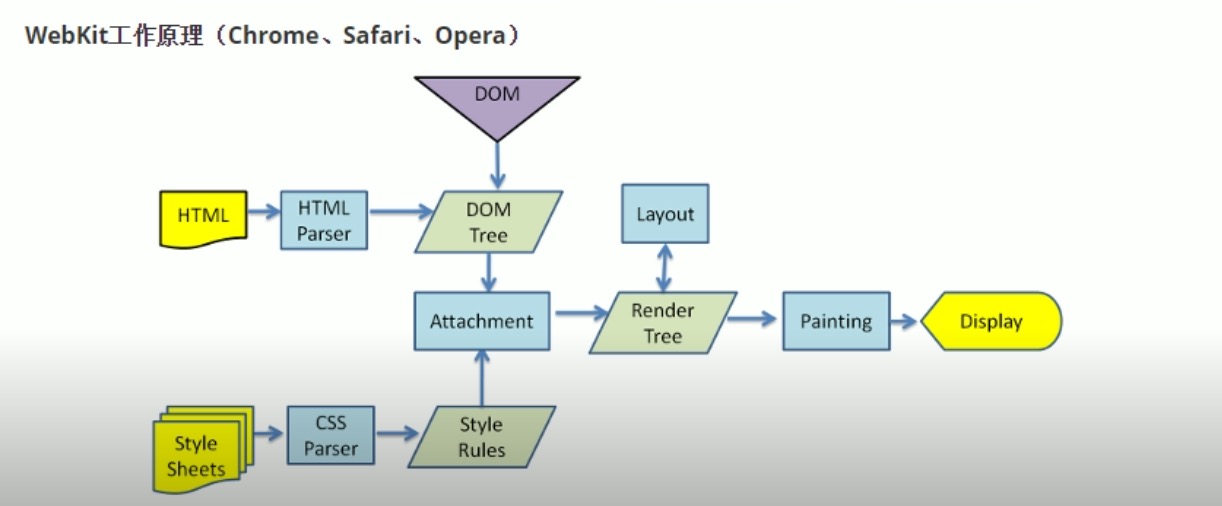 WebKit工作原理（Chrome、Safari、Opera）
DOM
HTML
HTML
Parser
DOM
Tree
Layout
Attachment
Render
Tree
Painting
Display
Style
Sheets
CSS
Parser
Style
Rules